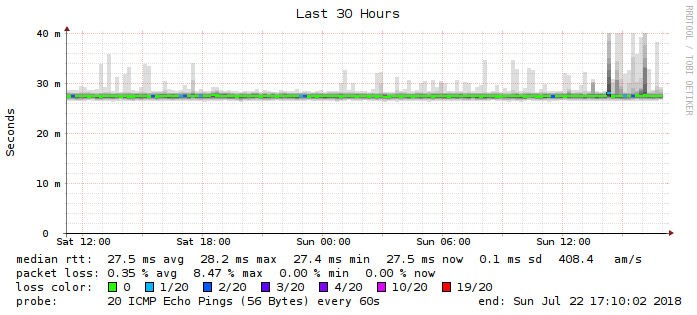 Last 30 Hours
RRDTOOL / TOBI OETIKER
Seconds
40 m
30 m
20 m
10 m
0
Sat 12:00 Sat 18:00 Sun 00:00 Sun 06:00 Sun 12:00
median rtt: 27.5 ms avg 28.2 ms max 27.4 ms min 27.5 ms now 0.1 ms sd 408.4 am/s
packet loss: 0.35 % avg 8.47 % max 0.00 % min 0.00 % now
loss color: 0 1/20 2/20 3/20 4/20 10/20 19/20
probe: 20 ICMP Echo Pings (56 Bytes) every 60s end: Sun Jul 22 17:10:02 2018